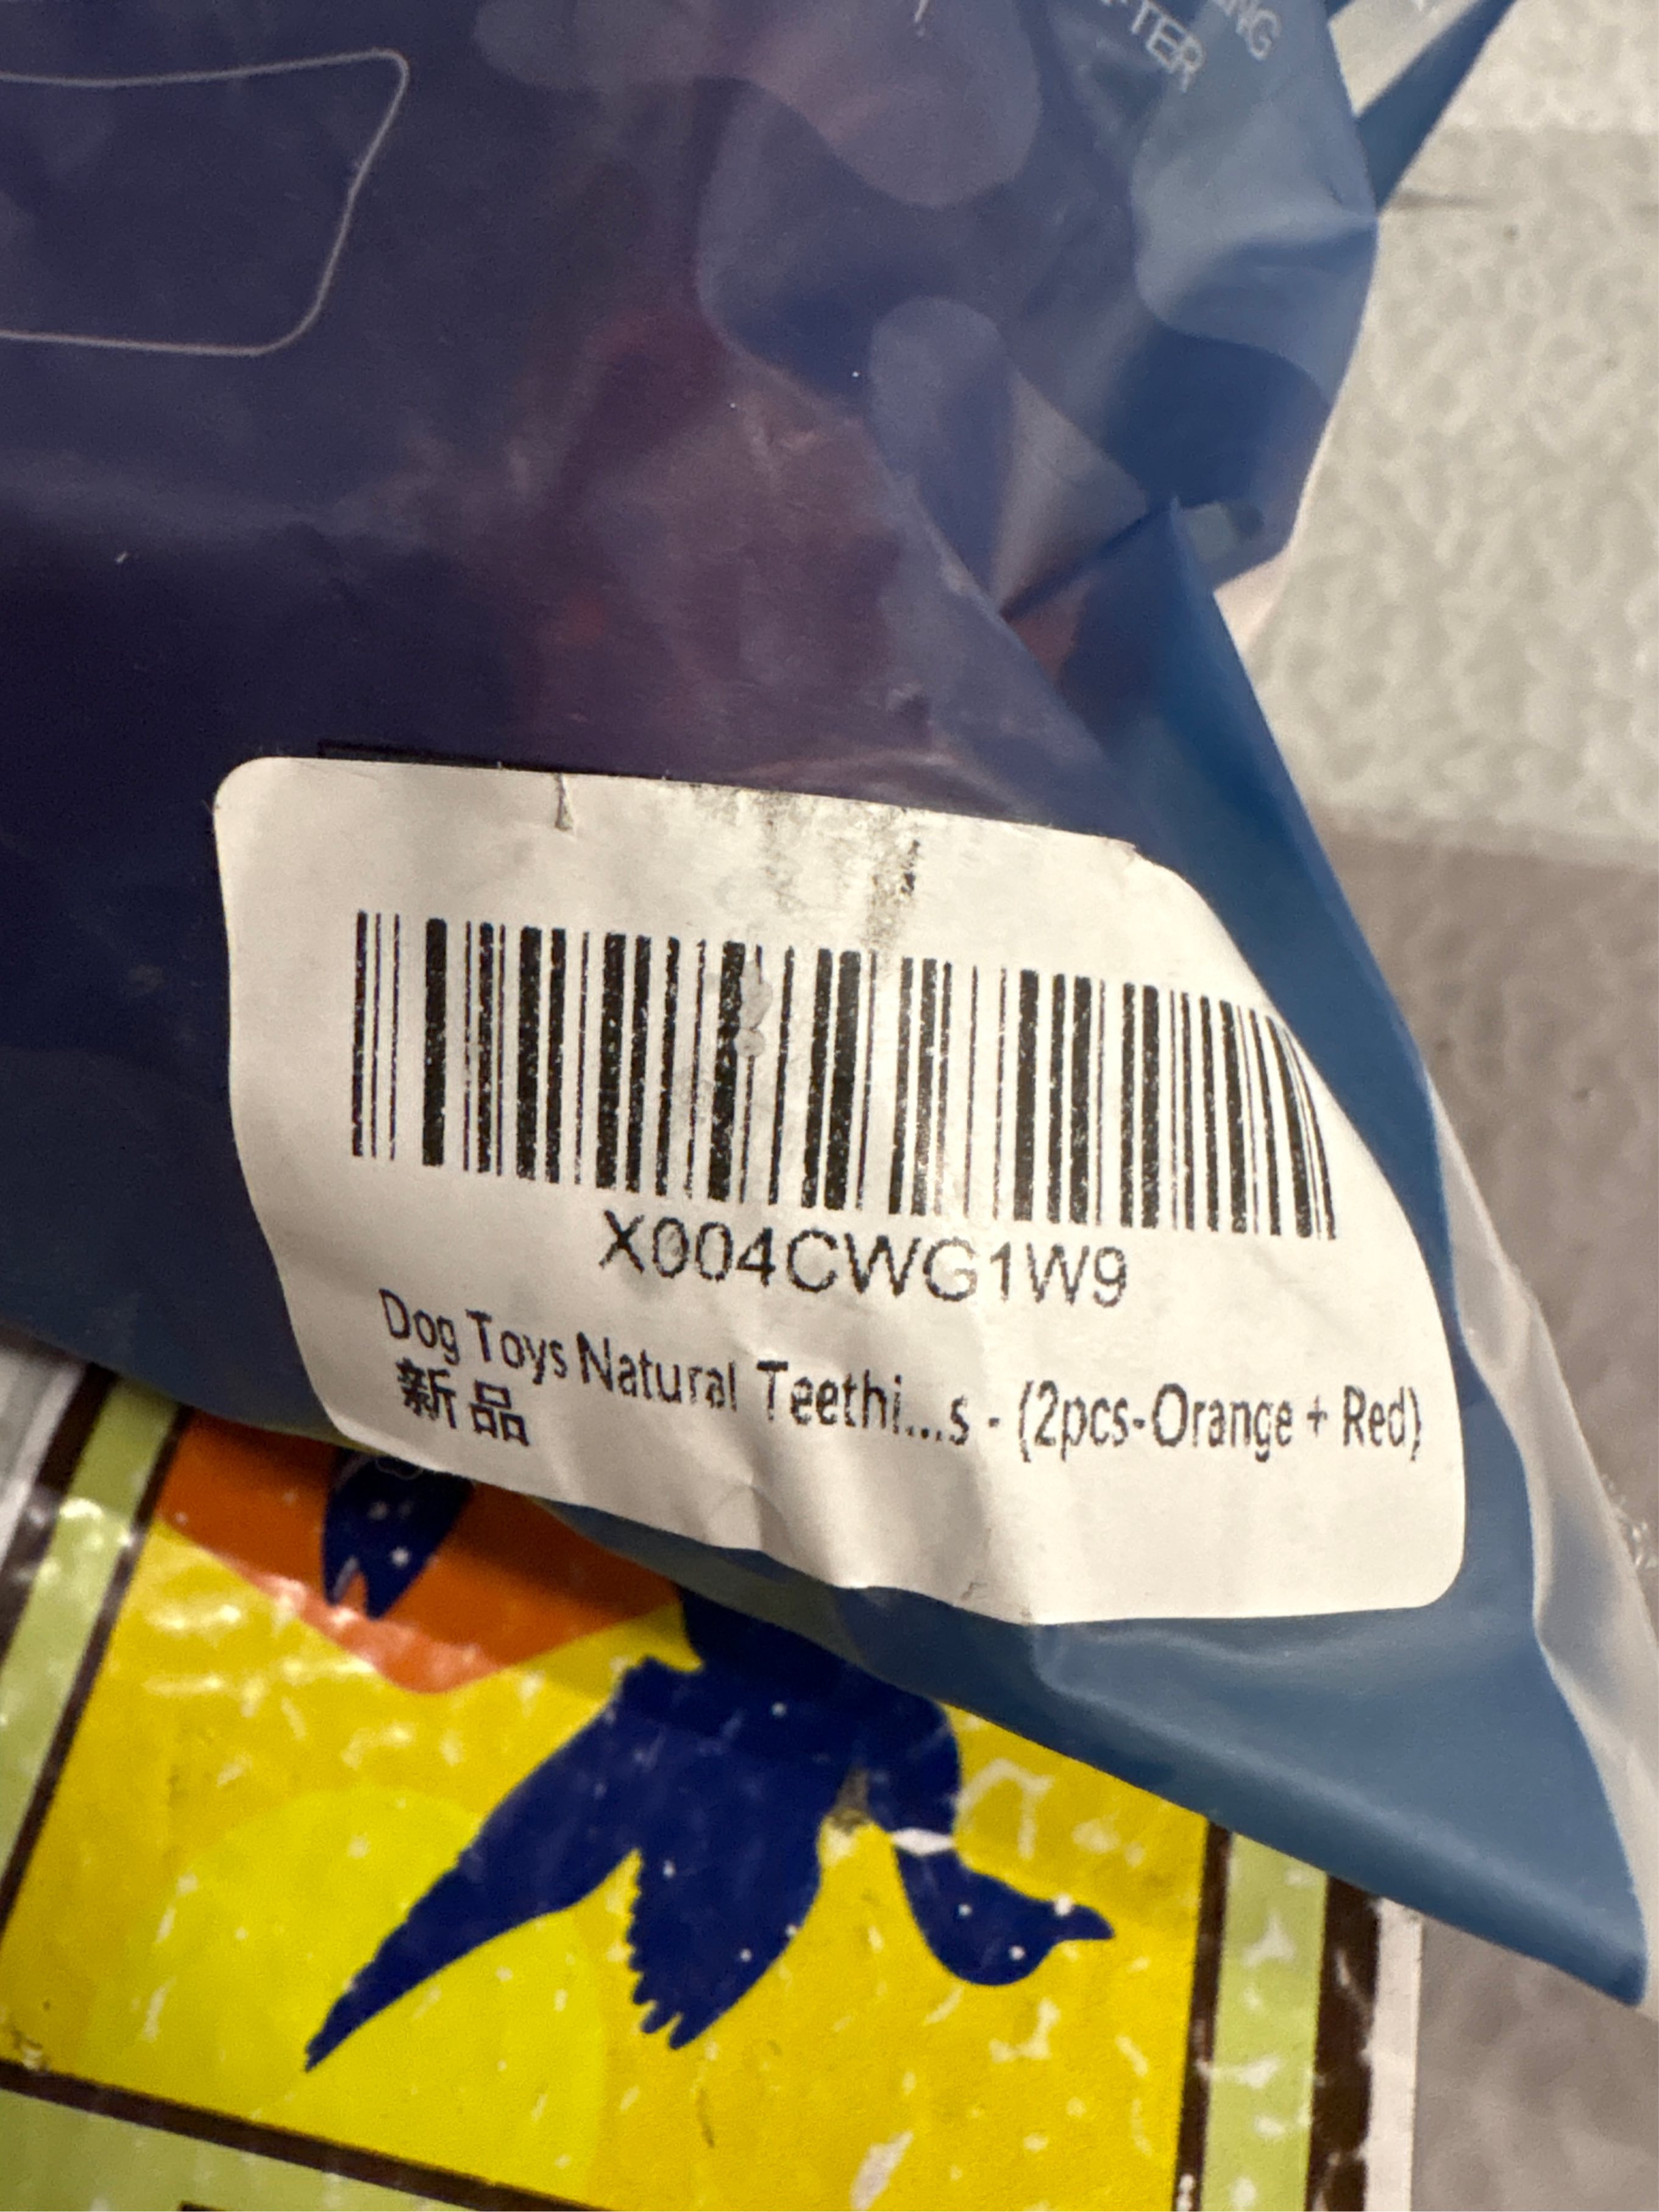 X004CWG1W9
Dog Toys Natural Teethi...s - (2pcs-Orange + Red)
新品